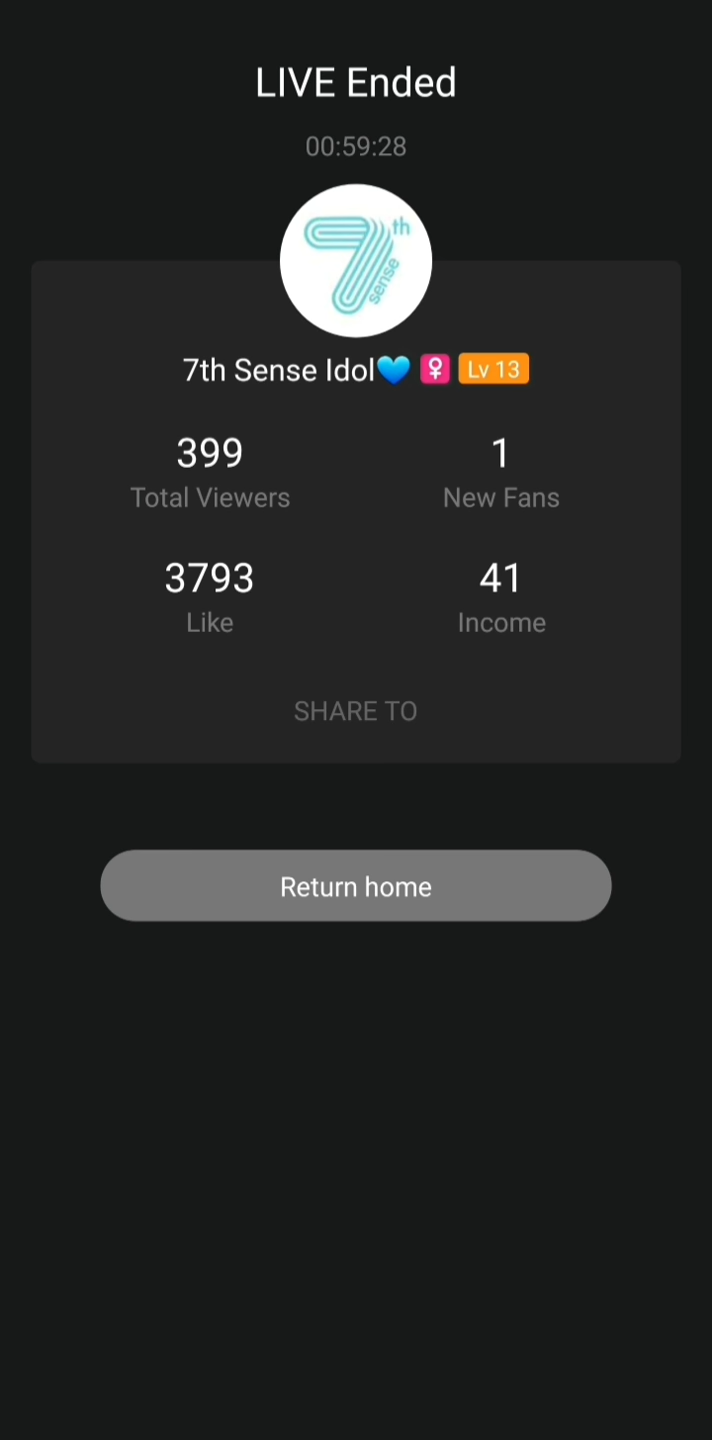 LIVE Ended
00:59:28
7th
sense
7th Sense Idol💙 Lv 13
399 1
Total Viewers New Fans
3793 41
Like Income
SHARE TO
Return home